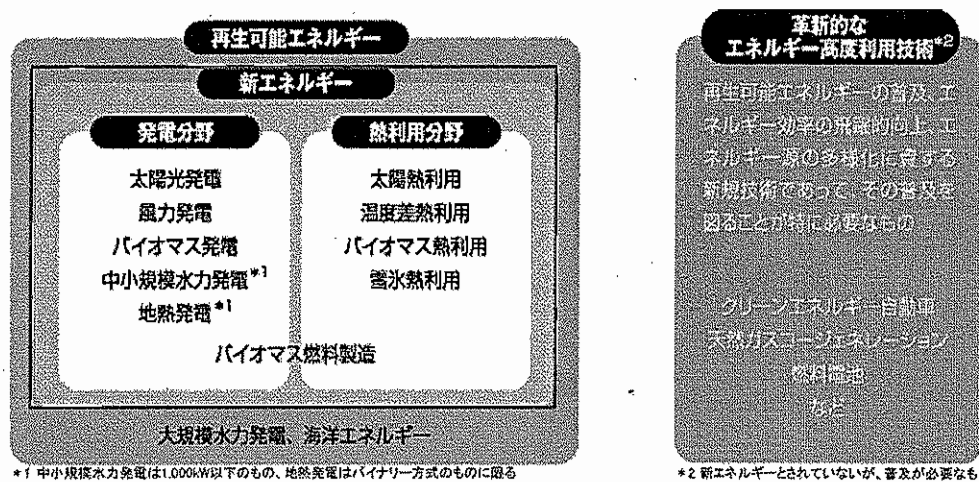 再生可能エネルギー
新エネルギー
発電分野
太陽光発電
風力発電
バイオマス発電
中小規模水力発電*1
地熱発電*1
熱利用分野
太陽熱利用
温度差熱利用
バイオマス熱利用
雪氷熱利用
バイオマス燃料製造
大規模水力発電、海洋エネルギー
*1 中小規模水力発電は1,000kW以下のもの、地熱発電はバイナリー方式のものに限る
革新的な
エネルギー高度利用技術*2
再生可能エネルギーの普及、エ
ネルギー効率の飛躍的向上、エ
ネルギー源の多様化に資する
新規技術であって、その普及を
図ることが特に必要なもの
クリーンエネルギー自動車
天然ガスコージェネレーション
燃料電池
など
*2 新エネルギーとされていないが、普及が必要なも